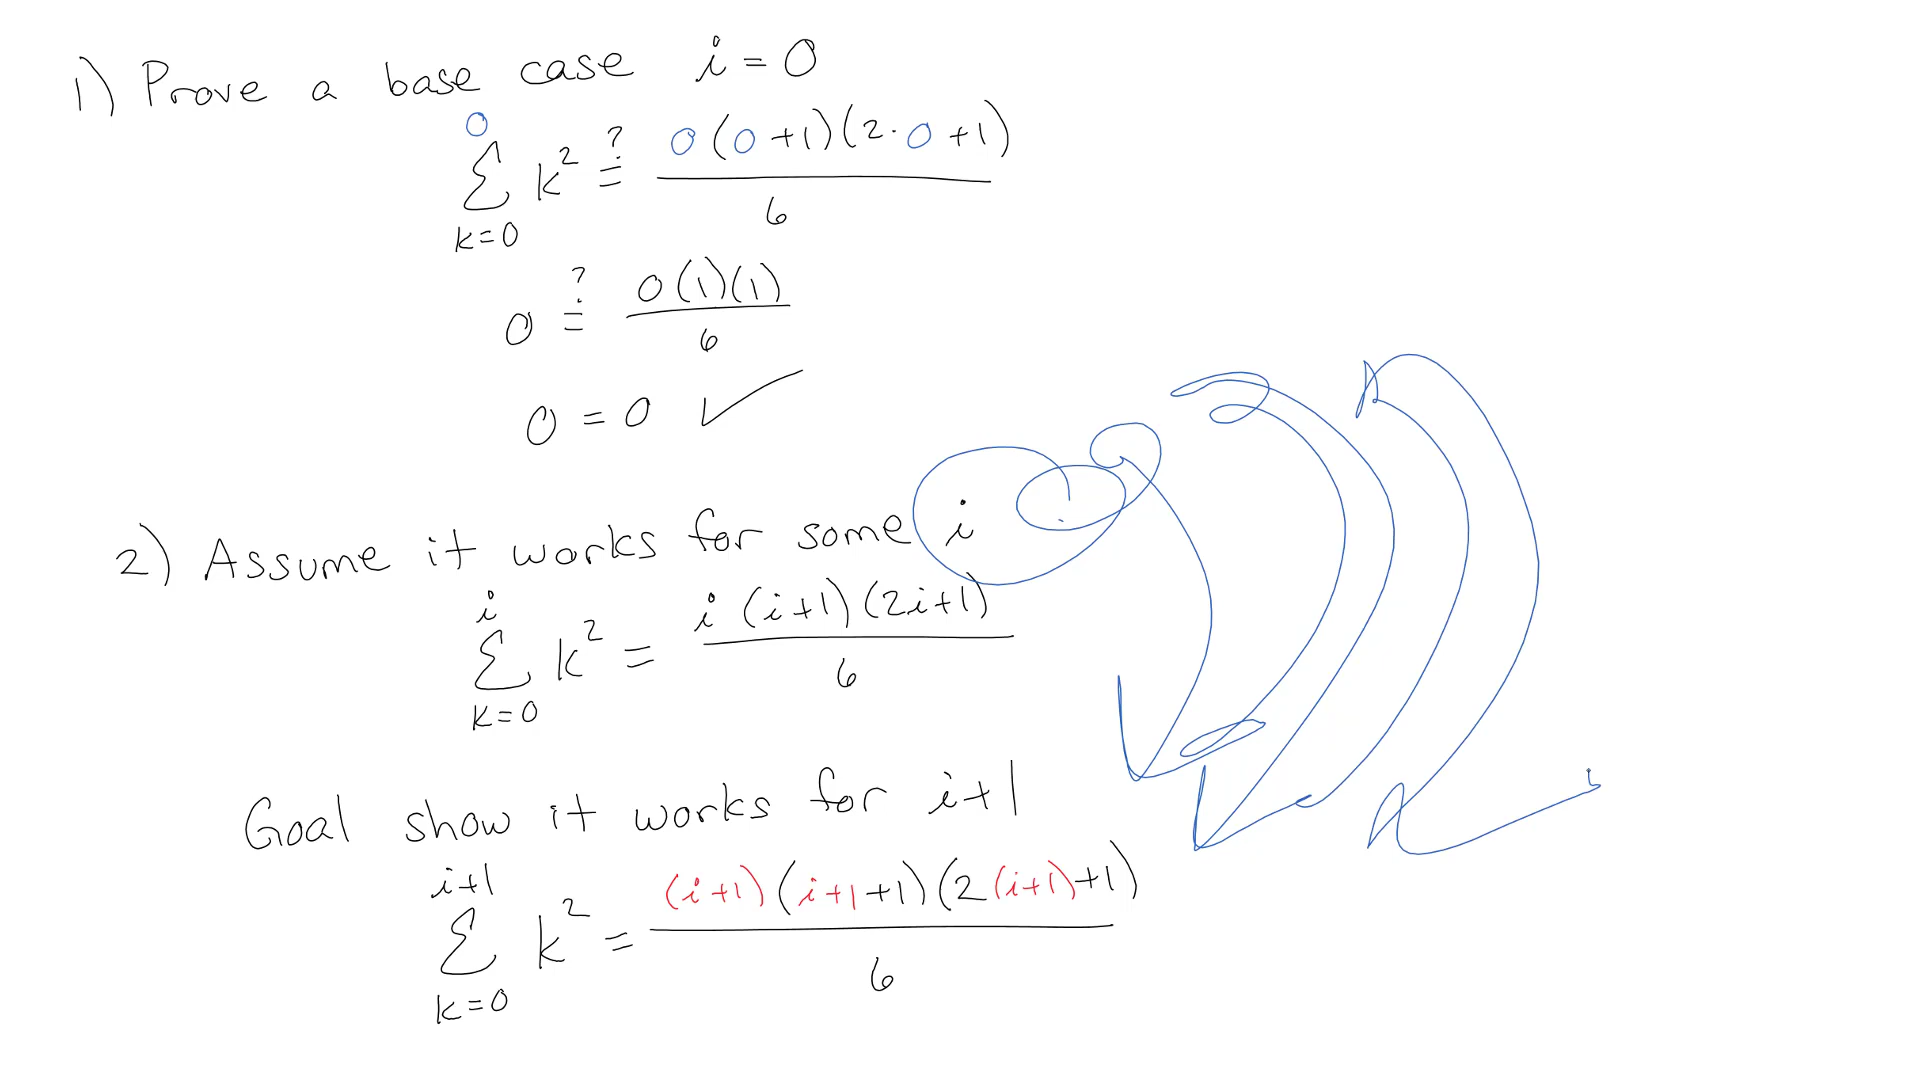 1) Prove a base case i = 0
0
∑ k² ≟ 0(0+1)(2·0+1)
6
k=0
0 ≟ 0(1)(1)
6
0 = 0 ✓
2) Assume it works for some i
i
∑ k² = i(i+1)(2i+1)
6
k=0
Goal show it works for i+1
i+1
∑ k² = (i+1)(i+1+1)(2(i+1)+1)
6
k=0